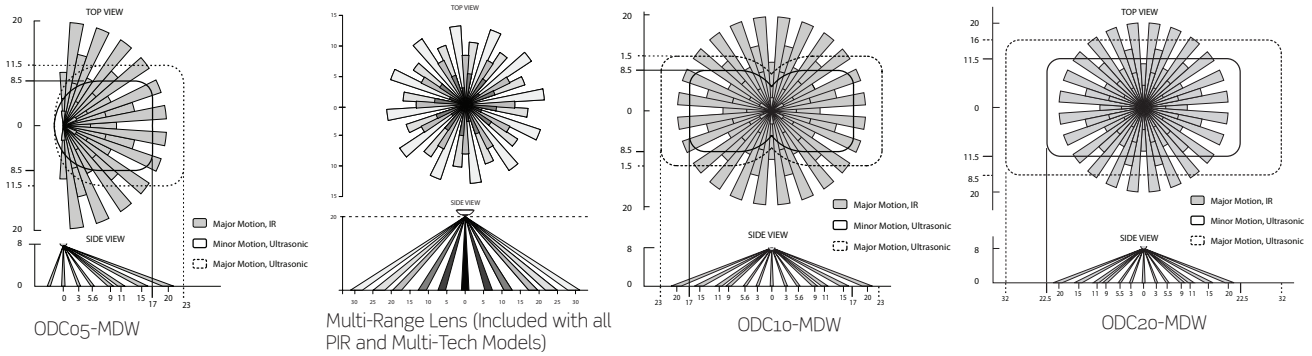 TOP VIEW
20
11.5
8.5
0
8.5
11.5
20
Major Motion, IR
Minor Motion, Ultrasonic
Major Motion, Ultrasonic
SIDE VIEW
8
0
0 3 5.6 9 11 15 17 20 23
ODC05-MDW
TOP VIEW
15
10
5
0
5
10
15
SIDE VIEW
20
30 25 20 15 10 5 0 5 10 15 20 25 30
Multi-Range Lens (Included with all
PIR and Multi-Tech Models)
TOP VIEW
20
1.5
8.5
0
8.5
1.5
20
Major Motion, IR
Minor Motion, Ultrasonic
Major Motion, Ultrasonic
SIDE VIEW
8
0
23 20 17 15 11 9 5.6 3 0 3 5.6 9 11 15 17 20 23
ODC10-MDW
TOP VIEW
20
16
11.5
0
11.5
8.5
20
Major Motion, IR
Minor Motion, Ultrasonic
Major Motion, Ultrasonic
SIDE VIEW
8
0
32 22.5 20 15 11 9 5.6 3 0 3 5.6 9 11 15 20 22.5 32
ODC20-MDW